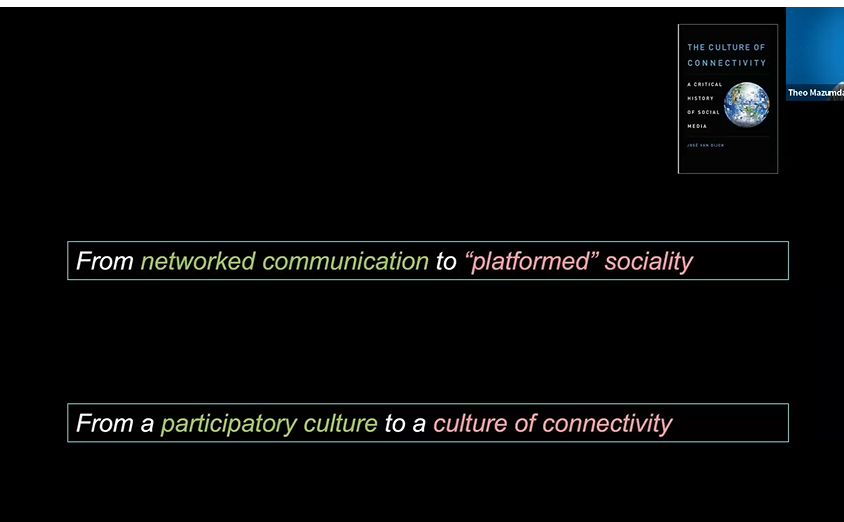 THE CULTURE OF
CONNECTIVITY
A CRITICAL
HISTORY
OF SOCIAL
MEDIA
JOSÉ VAN DIJCK
Theo Mazumda
From networked communication to “platformed” sociality
From a participatory culture to a culture of connectivity